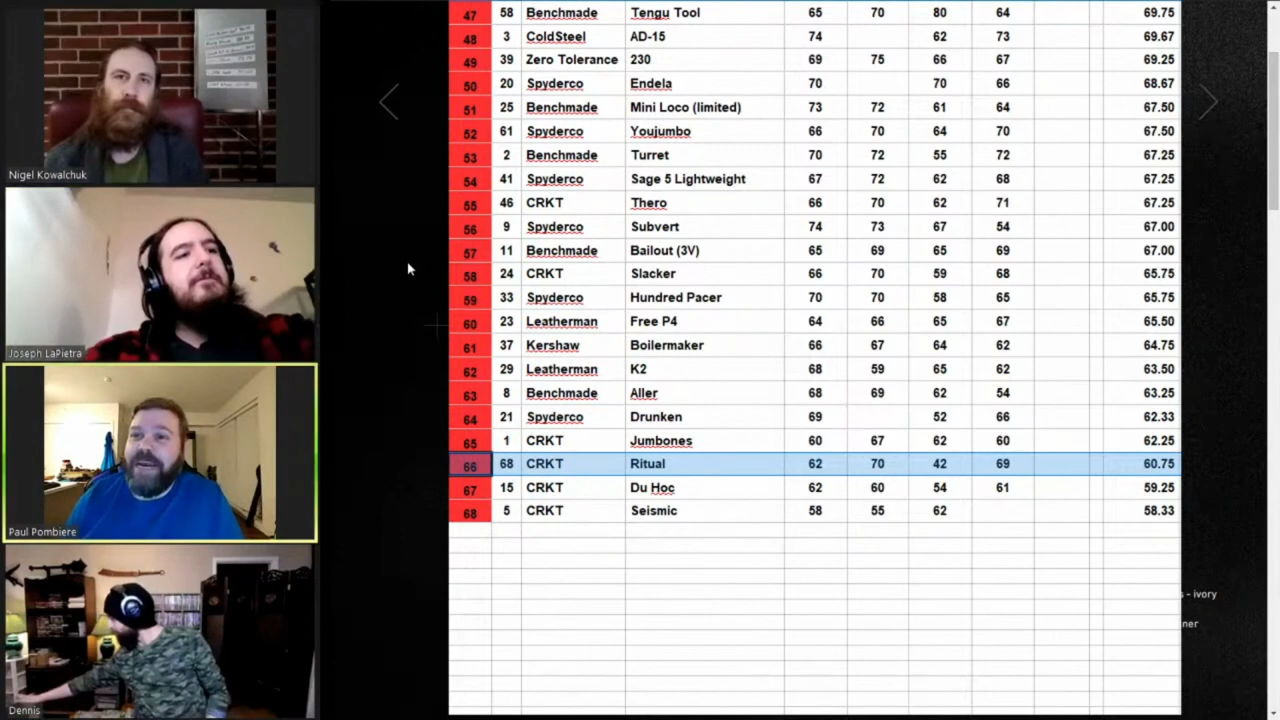 Nigel Kowalchuk
Joseph LaPietra
Paul Pombiere
Dennis
47 58 Benchmade Tengu Tool 65 70 80 64 69.75
48 3 ColdSteel AD-15 74 62 73 69.67
49 39 Zero Tolerance 230 69 75 66 67 69.25
50 20 Spyderco Endela 70 70 66 68.67
51 25 Benchmade Mini Loco (limited) 73 72 61 64 67.50
52 61 Spyderco Youjumbo 66 70 64 70 67.50
53 2 Benchmade Turret 70 72 55 72 67.25
54 41 Spyderco Sage 5 Lightweight 67 72 62 68 67.25
55 46 CRKT Thero 66 70 62 71 67.25
56 9 Spyderco Subvert 74 73 67 54 67.00
57 11 Benchmade Bailout (3V) 65 69 65 69 67.00
58 24 CRKT Slacker 66 70 59 68 65.75
59 33 Spyderco Hundred Pacer 70 70 58 65 65.75
60 23 Leatherman Free P4 64 66 65 67 65.50
61 37 Kershaw Boilermaker 66 67 64 62 64.75
62 29 Leatherman K2 68 59 65 62 63.50
63 8 Benchmade Aller 68 69 62 54 63.25
64 21 Spyderco Drunken 69 52 66 62.33
65 1 CRKT Jumbones 60 67 62 60 62.25
66 68 CRKT Ritual 62 70 42 69 60.75
67 15 CRKT Du Hoc 62 60 54 61 59.25
68 5 CRKT Seismic 58 55 62 58.33
- ivory
ner